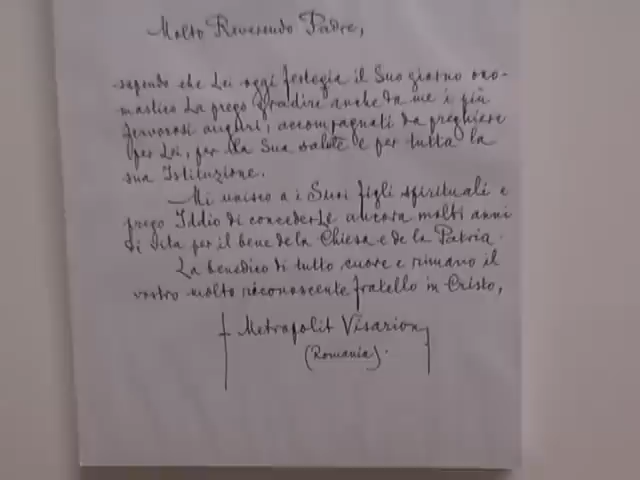 Molto Reverendo Padre,
sapendo che Lei oggi festegia il Suo giorno ono-
mastico La prego gradire anche da me i più
fervorosi auguri, accompagnati da preghiere
per Lei, per la Sua salute e per tutta la
sua Istituzione.
Mi unisco a i Suoi figli spirituali e
prego Iddio di concederLe ancora molti anni
di vita per il bene de la Chiesa e de la Patria.
La benedico di tutto cuore e rimano il
vostro molto riconoscente fratello in Cristo,
† Metropolit Visarion
(Romania).